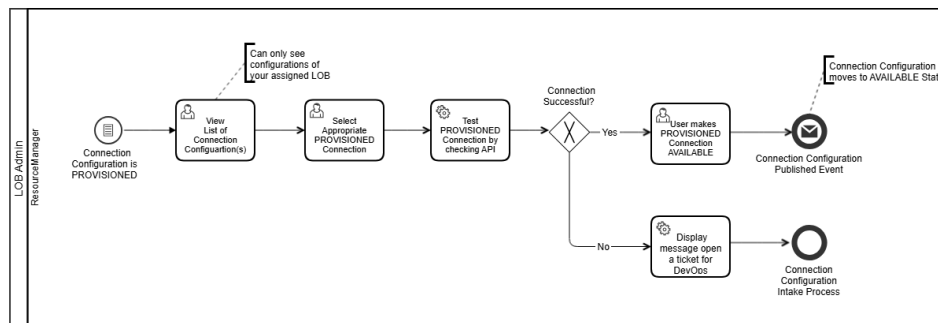 LOB Admin
ResourceManager
Can only see
configurations of
your assigned LOB
Connection Configuration
moves to AVAILABLE Stat
Connection
Successful?
Connection
Configuration is
PROVISIONED
View
List of
Connection
Configuartion(s)
Select
Appropriate
PROVISIONED
Connection
Test
PROVISIONED
Connection by
checking API
Yes
User makes
PROVISIONED
Connection
AVAILABLE
Connection Configuration
Published Event
No
Display
message open
a ticket for
DevOps
Connection
Configuration
Intake Process